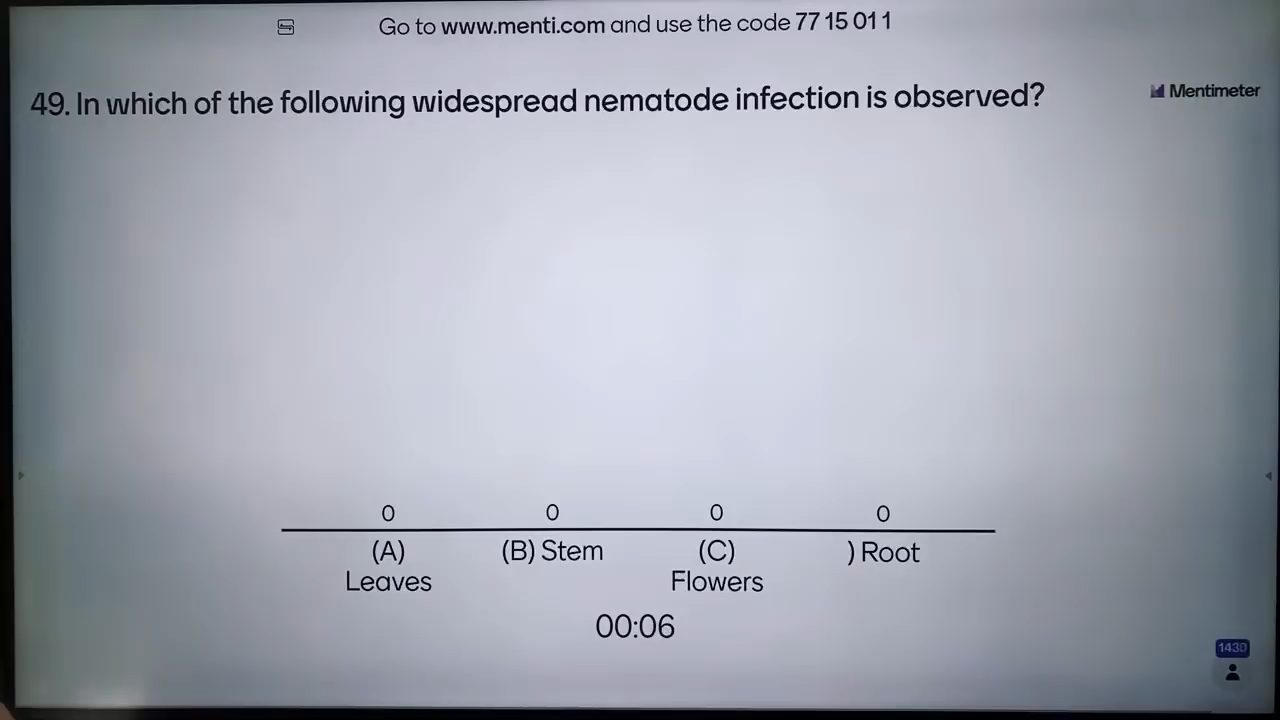 Go to www.menti.com and use the code 77 15 01 1
49. In which of the following widespread nematode infection is observed?
Mentimeter
0
0
0
0
(A)
Leaves
(B) Stem
(C)
Flowers
) Root
00:06
1430